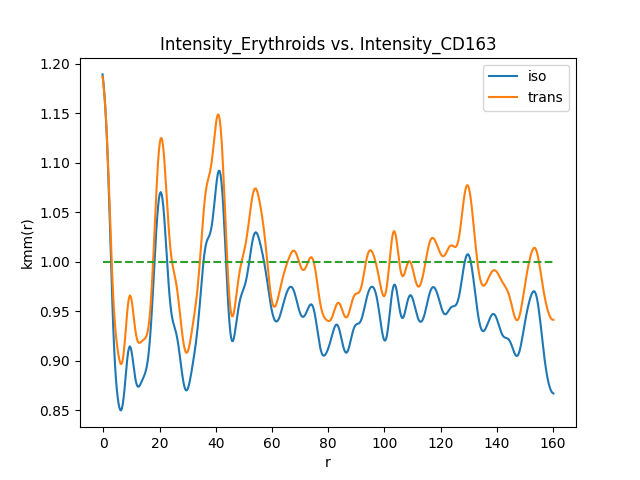 Intensity_Erythroids vs. Intensity_CD163
iso
trans
1.20
1.15
1.10
1.05
1.00
0.95
0.90
0.85
kmm(r)
0 20 40 60 80 100 120 140 160
r